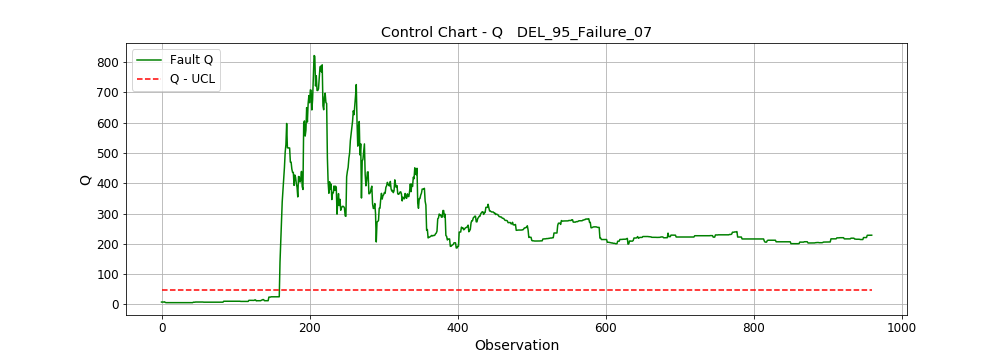 Control Chart - Q   DEL_95_Failure_07
Fault Q
Q - UCL
800
700
600
500
400
300
200
100
0
Q
0 200 400 600 800 1000
Observation